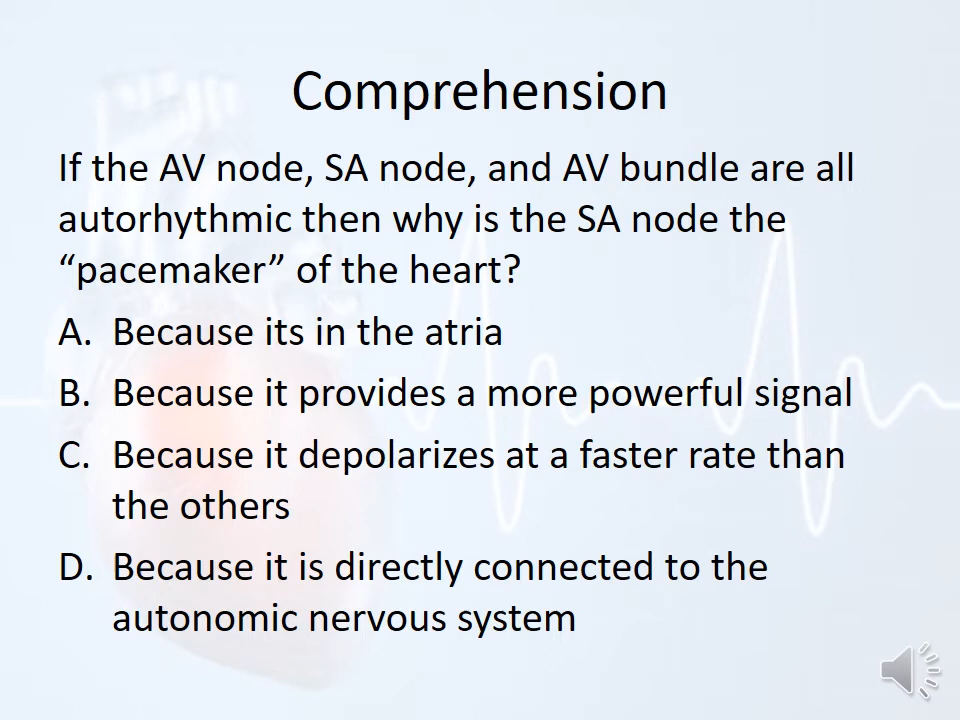 Comprehension
If the AV node, SA node, and AV bundle are all
autorhythmic then why is the SA node the
“pacemaker” of the heart?
A. Because its in the atria
B. Because it provides a more powerful signal
C. Because it depolarizes at a faster rate than
the others
D. Because it is directly connected to the
autonomic nervous system